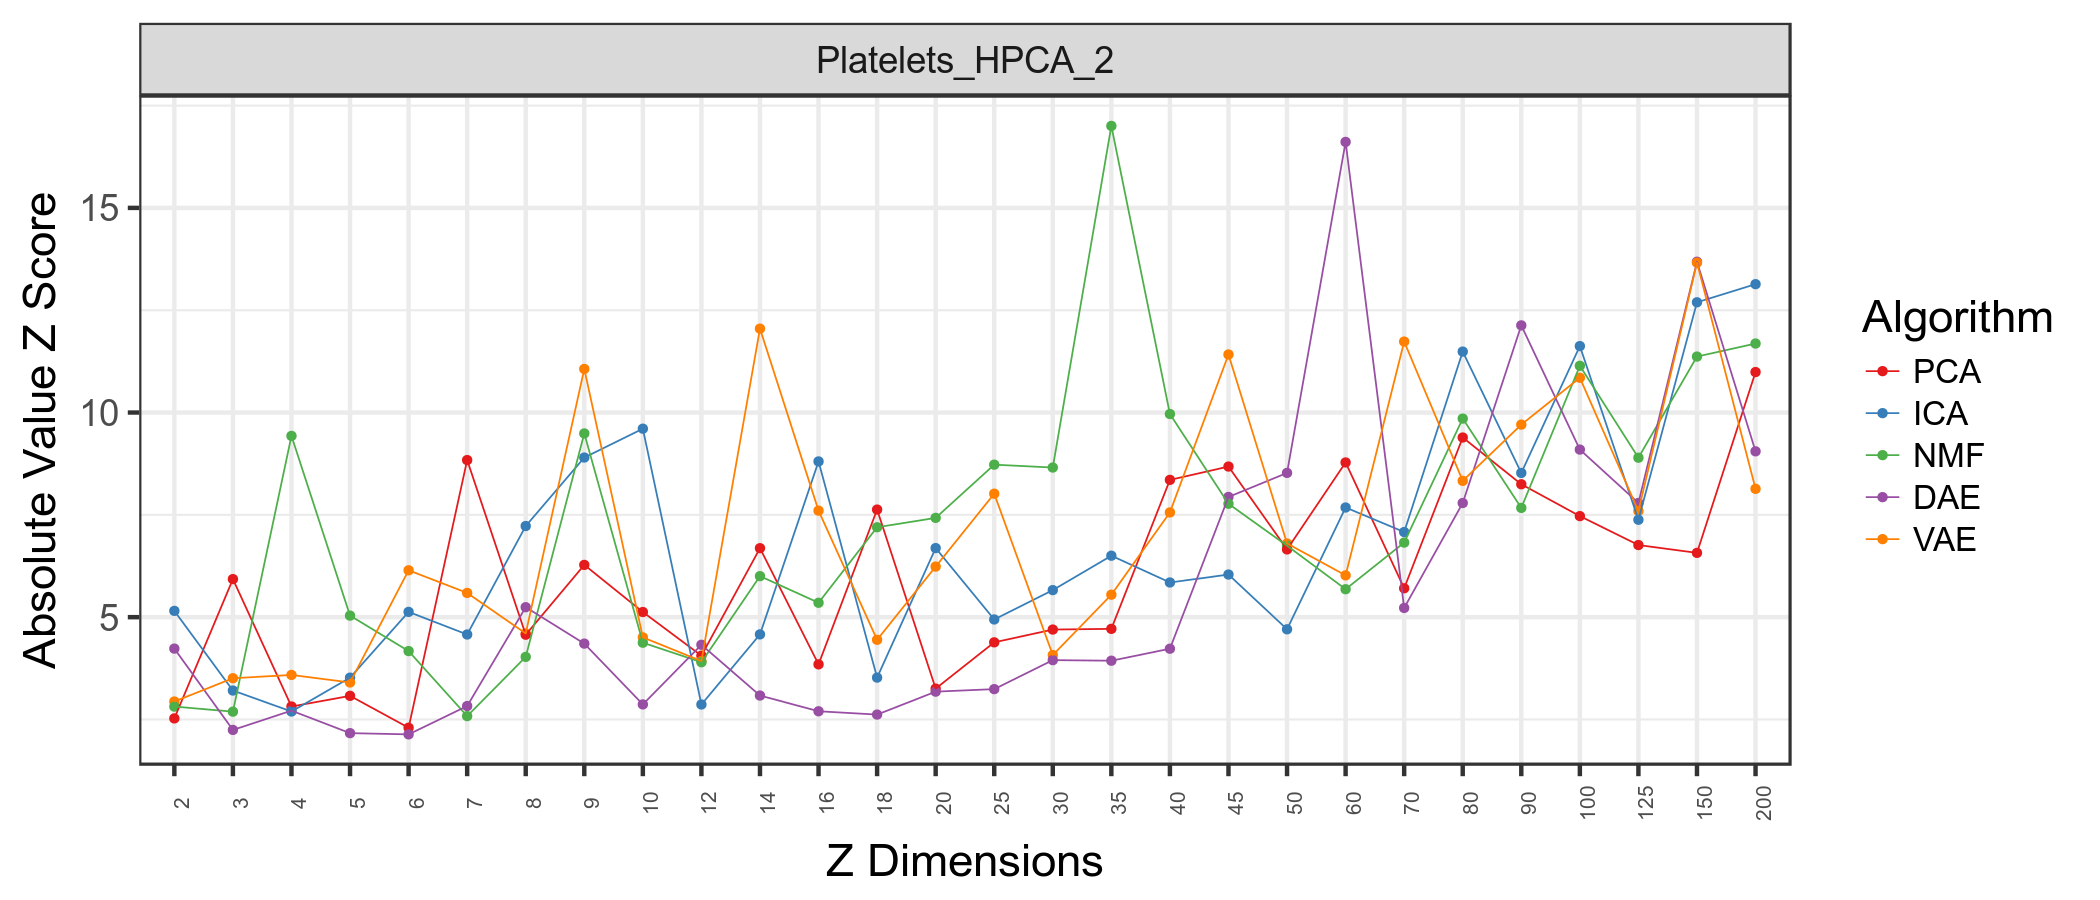 Platelets_HPCA_2
Absolute Value Z Score
15
10
5
2 3 4 5 6 7 8 9 10 12 14 16 18 20 25 30 35 40 45 50 60 70 80 90 100 125 150 200
Z Dimensions
Algorithm
PCA
ICA
NMF
DAE
VAE